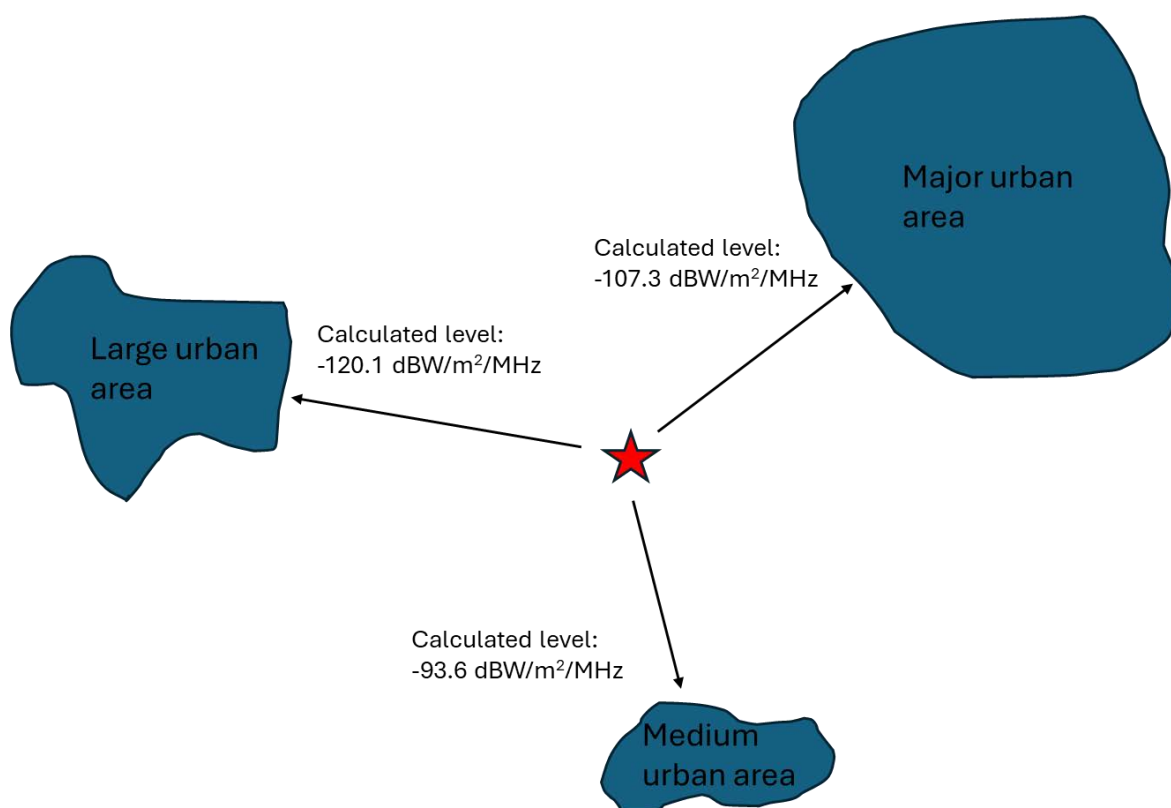 Major urban
area
Calculated level:
-107.3 dBW/m²/MHz
Large urban
area
Calculated level:
-120.1 dBW/m²/MHz
Calculated level:
-93.6 dBW/m²/MHz
Medium
urban area